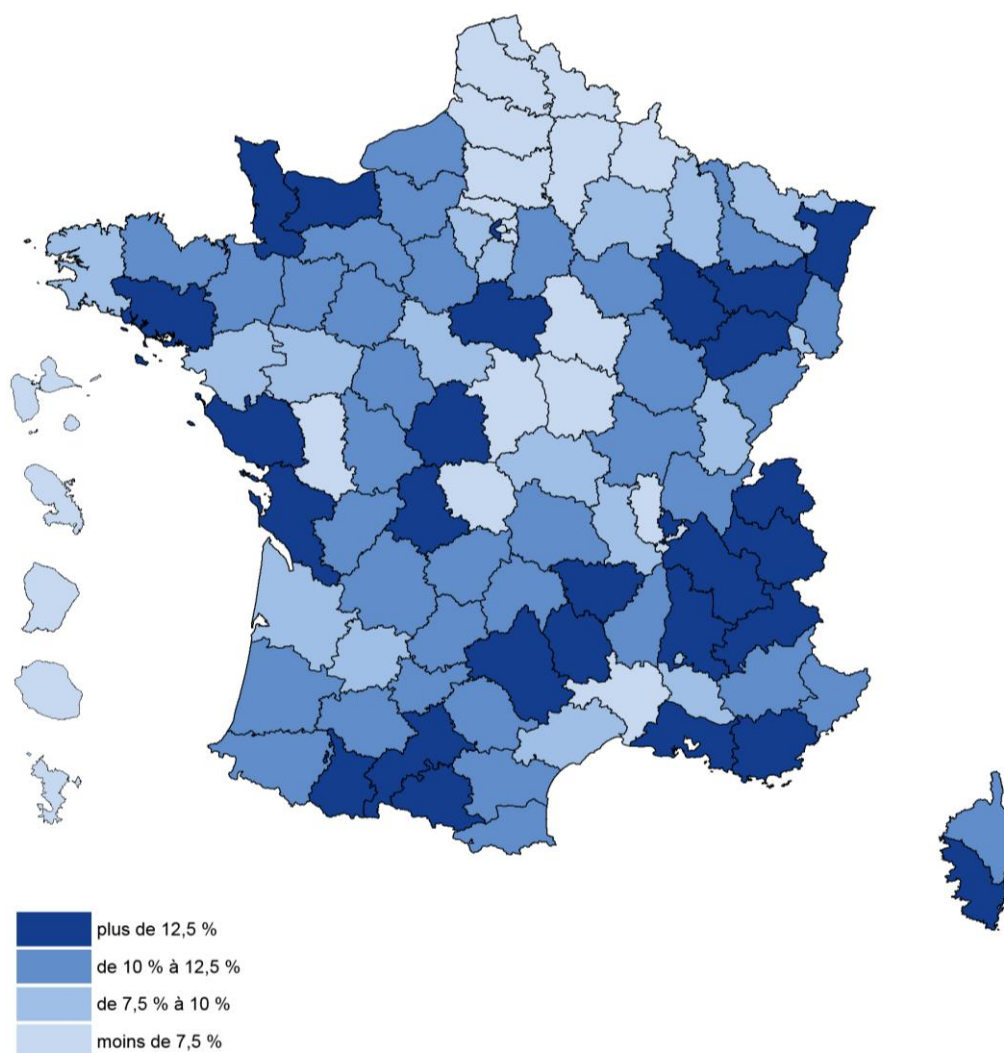 plus de 12,5 %
de 10 % à 12,5 %
de 7,5 % à 10 %
moins de 7,5 %